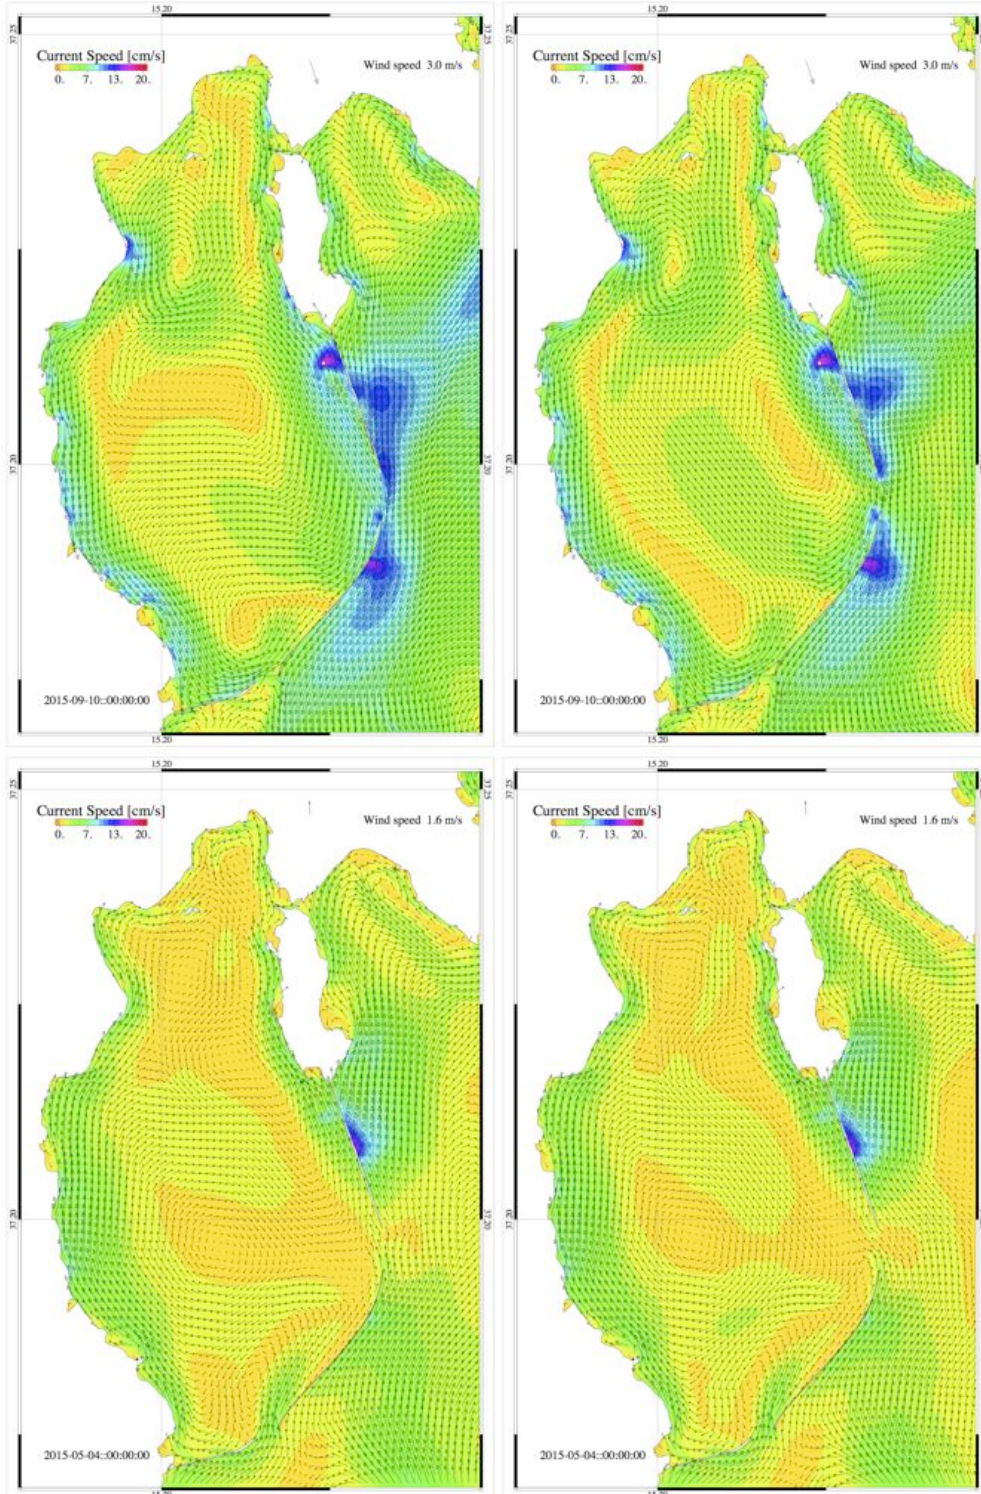 15.20
15.20
37.25
37.25
37.25
Current Speed [cm/s]
Wind speed 3.0 m/s
0. 7. 13. 20.
Current Speed [cm/s]
Wind speed 3.0 m/s
0. 7. 13. 20.
37.20
37.20
2015-09-10::00:00:00
2015-09-10::00:00:00
15.20
15.20
15.20
15.20
37.25
37.25
Current Speed [cm/s]
Wind speed 1.6 m/s
0. 7. 13. 20.
Current Speed [cm/s]
Wind speed 1.6 m/s
0. 7. 13. 20.
37.20
37.20
2015-05-04::00:00:00
2015-05-04::00:00:00